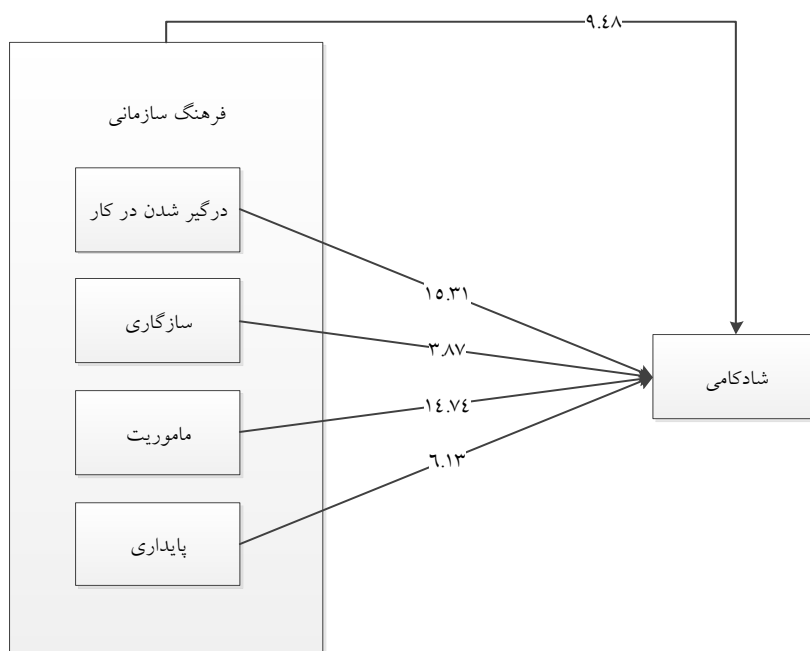 ۹.٤۸
فرهنگ سازمانی
درگیر شدن در کار
۱٥.۳۱
سازگاری
۳.۸۷
شادکامی
ماموریت
۱٤.۷٤
٦.۱۳
پایداری